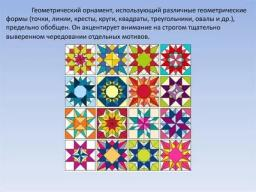 Геометрический орнамент, использующий различные геометрические
формы (точки, линии, кресты, круги, квадраты, треугольники, овалы и др.),
предельно обобщен. Он акцентирует внимание на строгом тщательно
выверенном чередовании отдельных мотивов.